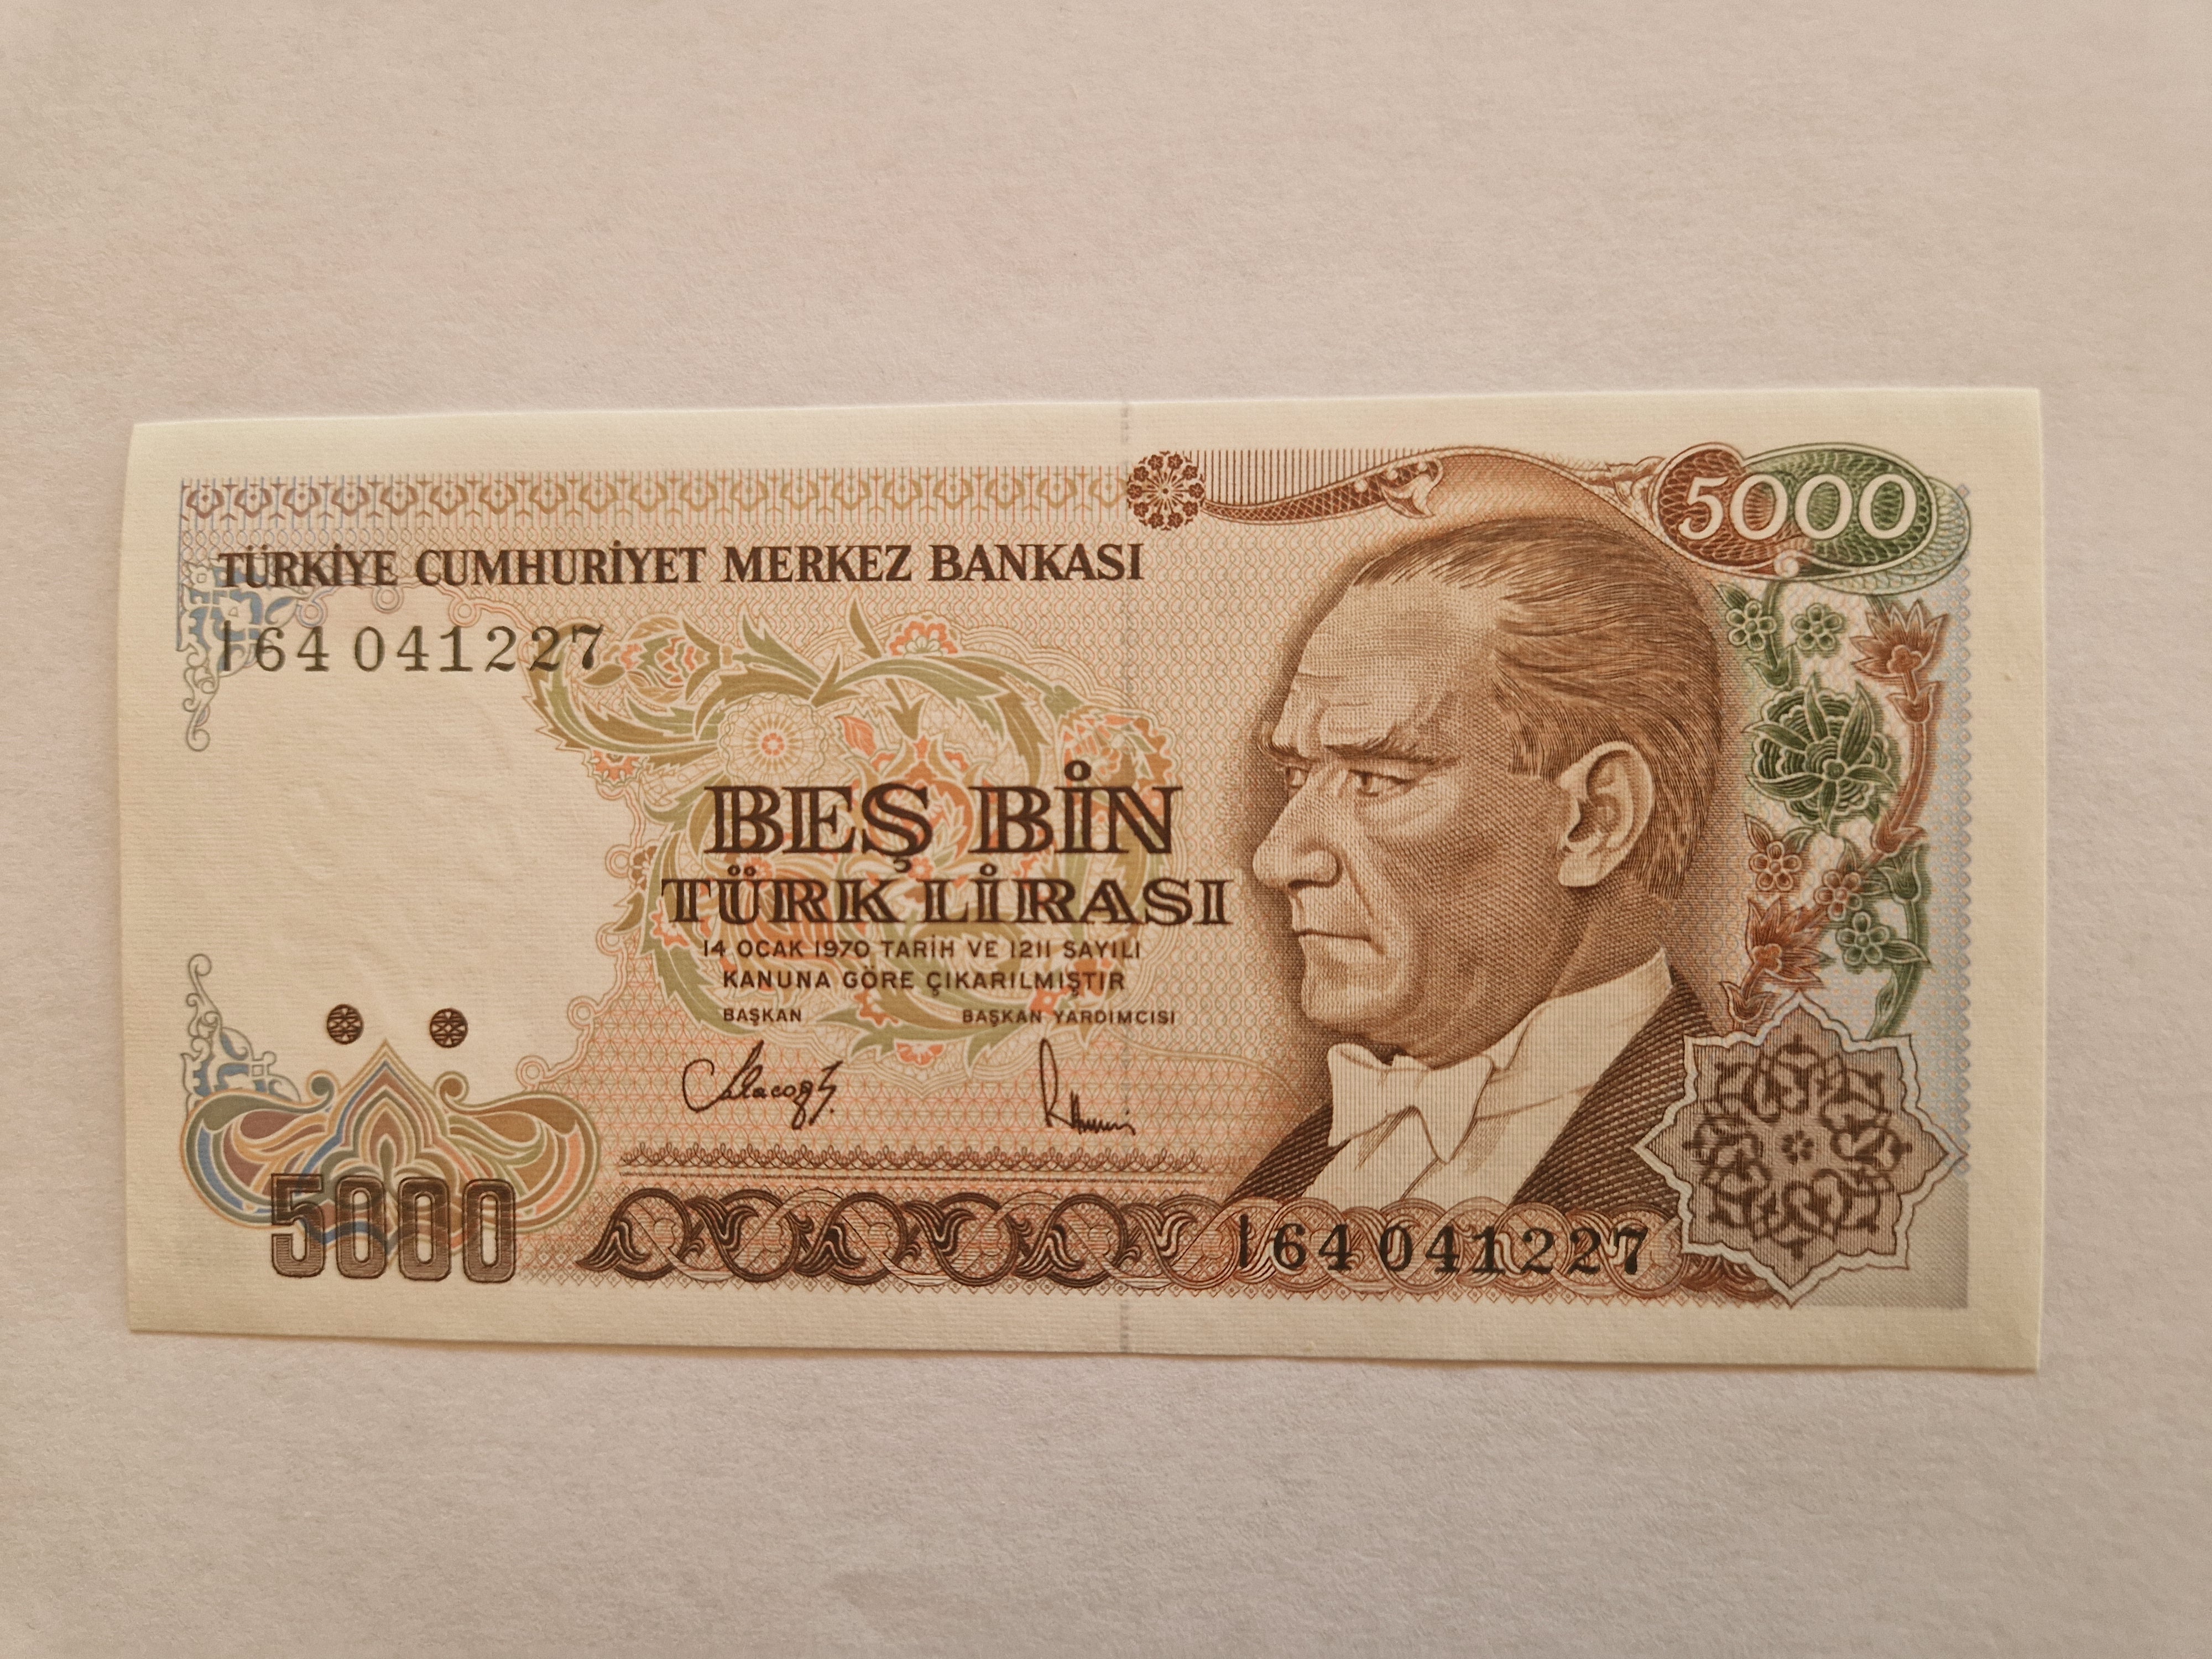 5000
TÜRKİYE CUMHURİYET MERKEZ BANKASI
I64 041227
BEŞ BİN
TÜRK LİRASI
14 OCAK 1970 TARİH VE 1211 SAYILI
KANUNA GÖRE ÇIKARILMIŞTIR
BAŞKAN BAŞKAN YARDIMCISI
5000
I64 041227